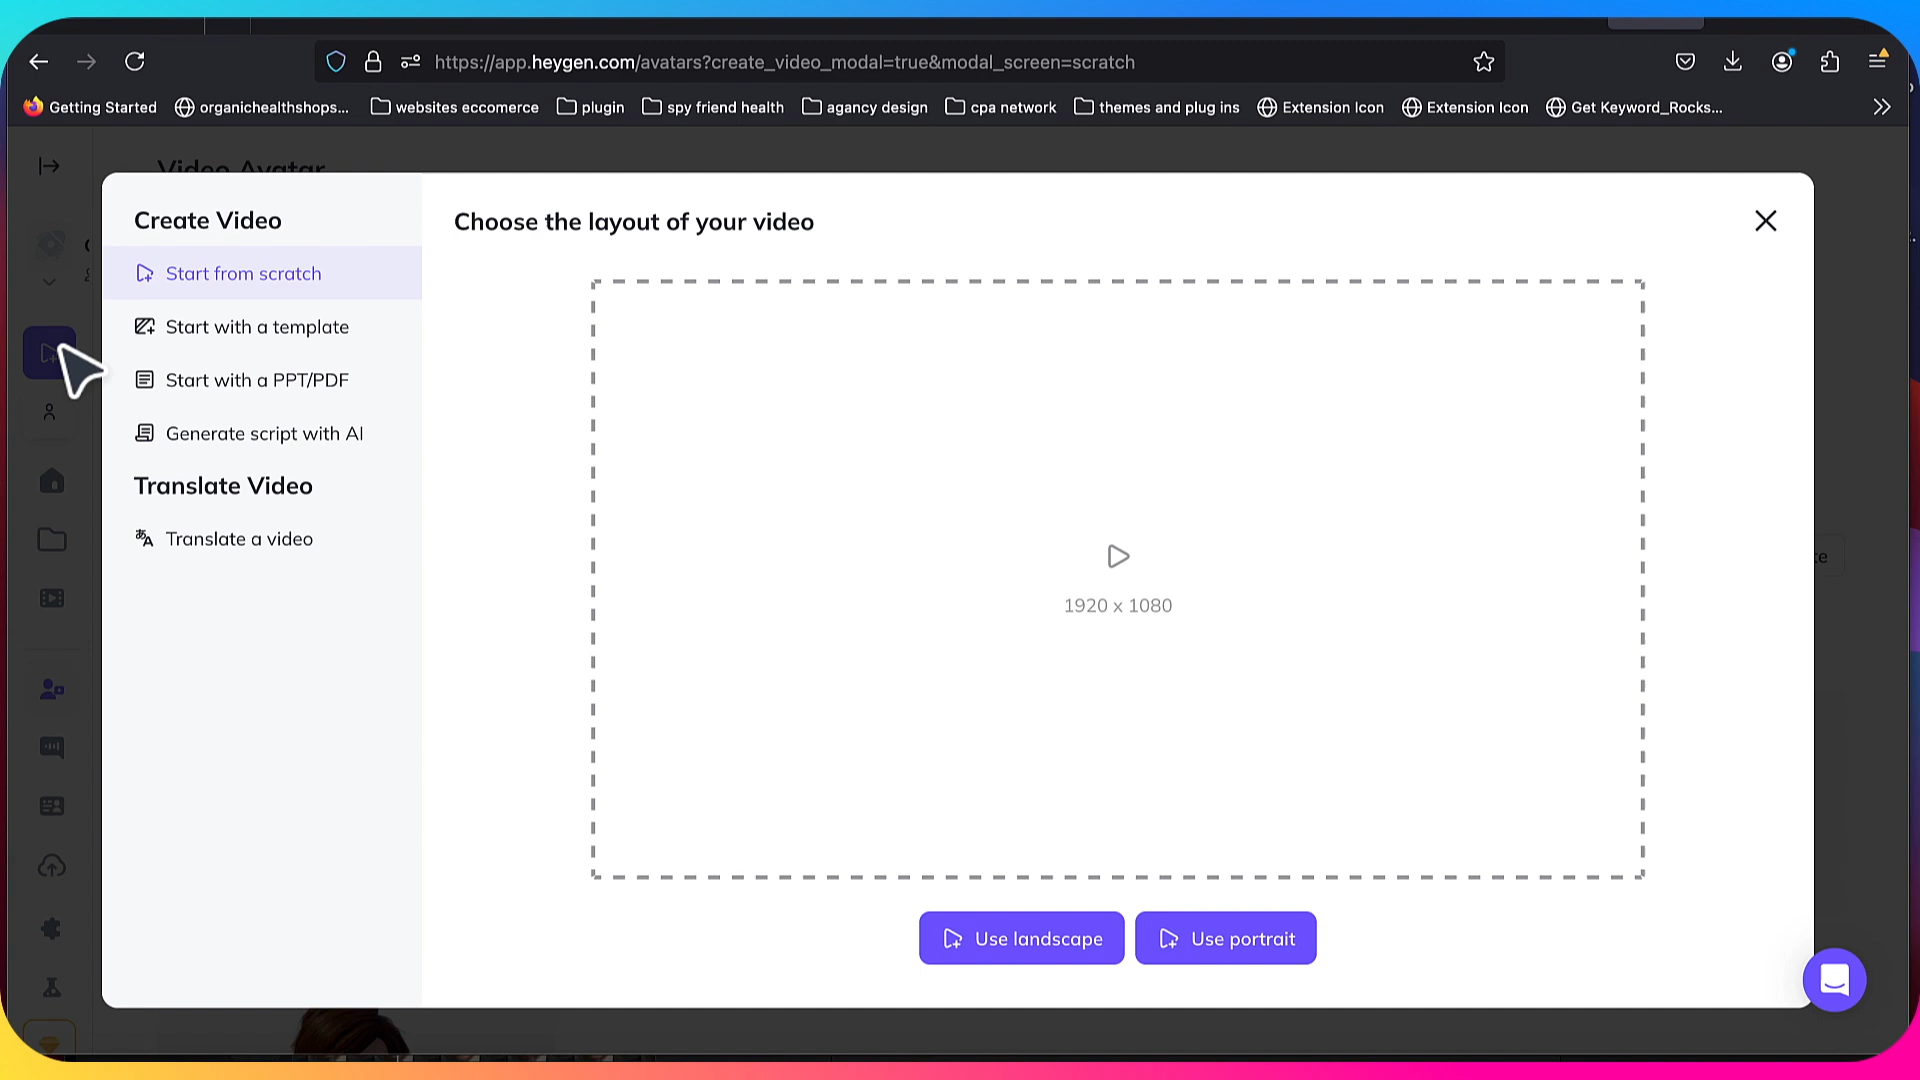 https://app.heygen.com/avatars?create_video_modal=true&modal_screen=scratch
Getting Started organichealthshops... websites eccomerce plugin spy friend health agancy design cpa network themes and plug ins Extension Icon Extension Icon Get Keyword_Rocks...
Video Avatar
Create Video
Start from scratch
Start with a template
Start with a PPT/PDF
Generate script with AI
Translate Video
Translate a video
Choose the layout of your video
1920 x 1080
Use landscape
Use portrait